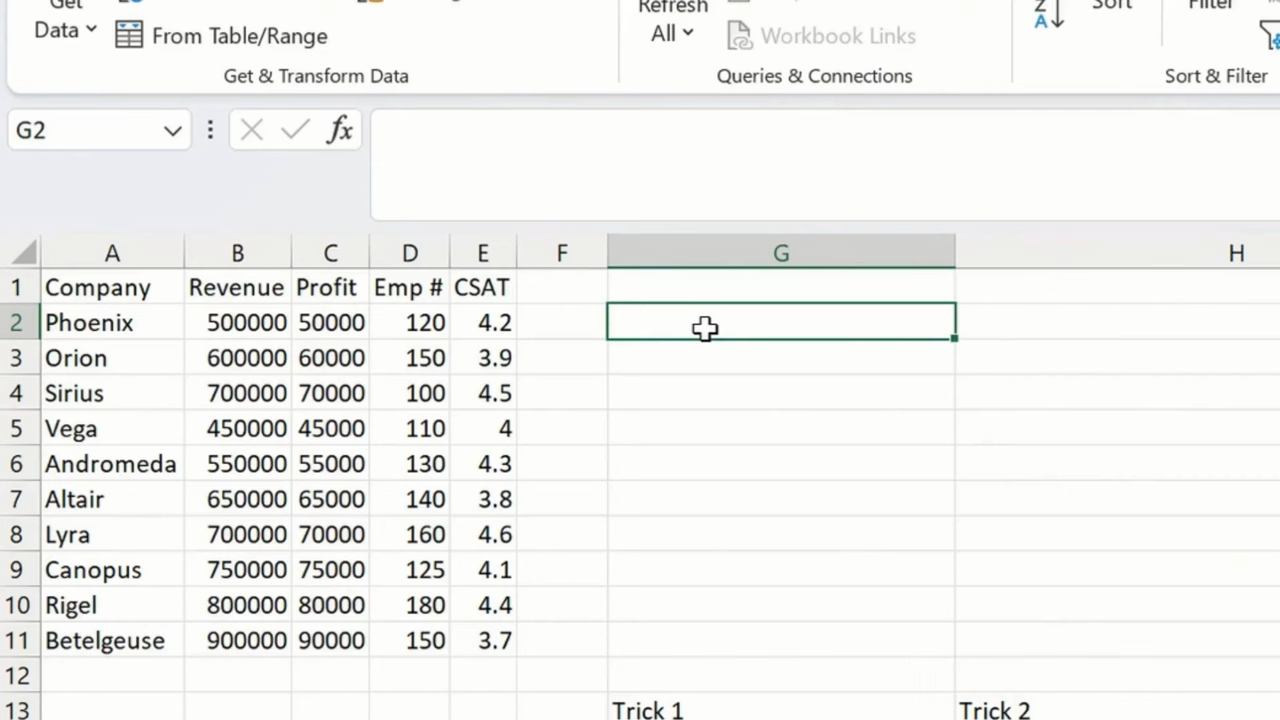 Get Refresh Sort Filter
Data From Table/Range All Workbook Links Z A
Get & Transform Data Queries & Connections Sort & Filter
G2 fx
A B C D E F G H
1 Company Revenue Profit Emp # CSAT
2 Phoenix 500000 50000 120 4.2
3 Orion 600000 60000 150 3.9
4 Sirius 700000 70000 100 4.5
5 Vega 450000 45000 110 4
6 Andromeda 550000 55000 130 4.3
7 Altair 650000 65000 140 3.8
8 Lyra 700000 70000 160 4.6
9 Canopus 750000 75000 125 4.1
10 Rigel 800000 80000 180 4.4
11 Betelgeuse 900000 90000 150 3.7
12
13 Trick 1 Trick 2